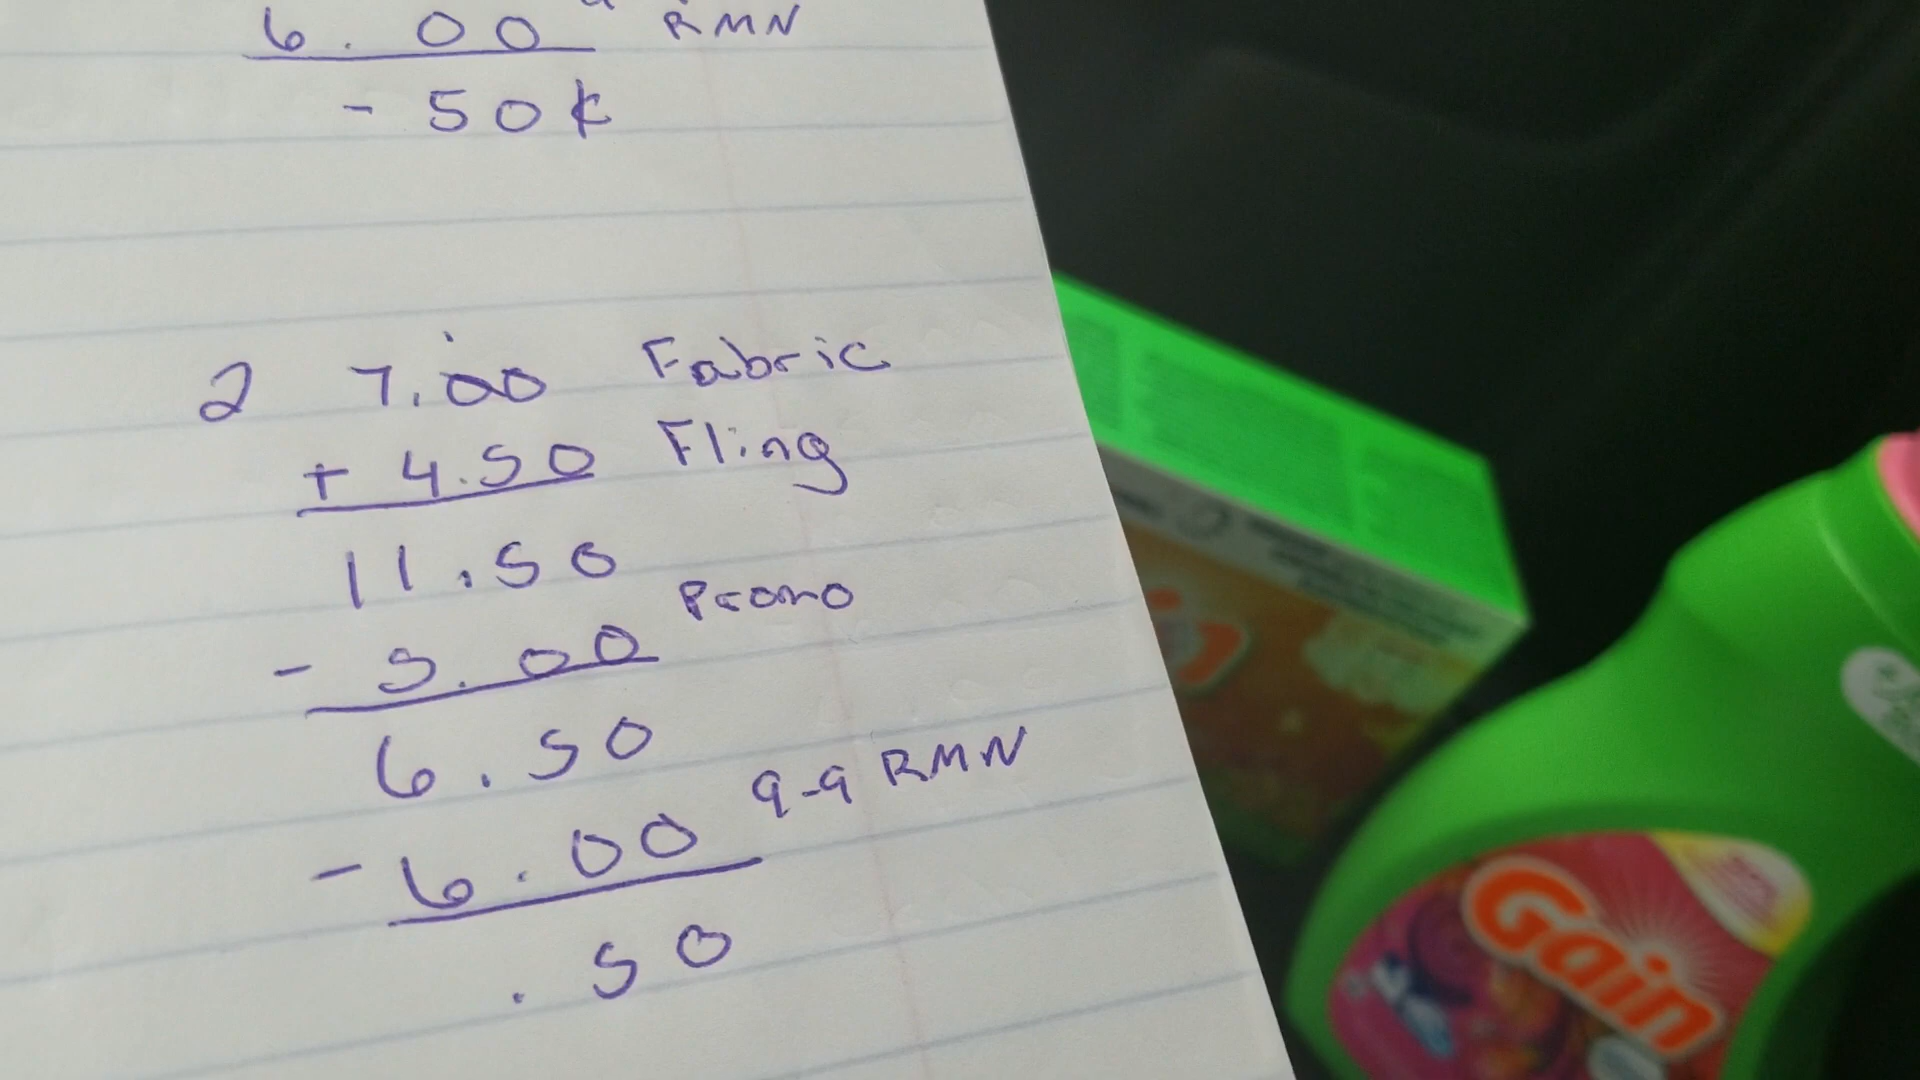 6.00 RMN
- 50k
2 7.00 Fabric
+ 4.50 Fling
11.50
- 5.00 Promo
6.50
- 6.00 9-9 RMN
.50
Gain